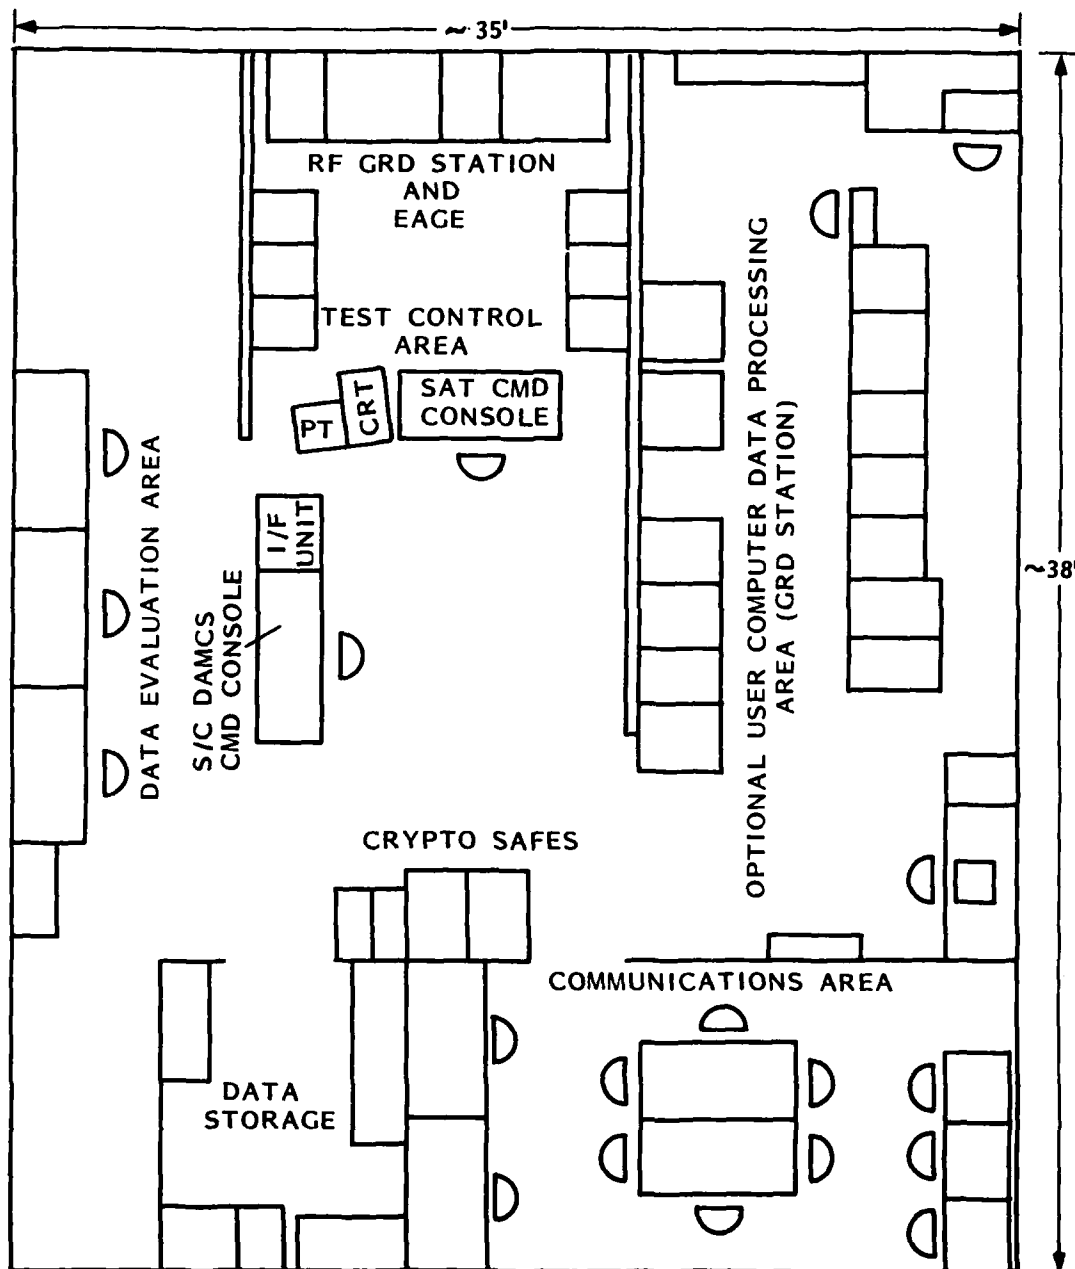 ~ 35'
RF GRD STATION
AND
EAGE
TEST CONTROL
AREA
PT
CRT
SAT CMD
CONSOLE
I/F
UNIT
S/C DAMCS
CMD CONSOLE
DATA EVALUATION AREA
OPTIONAL USER COMPUTER DATA PROCESSING
AREA (GRD STATION)
~38'
CRYPTO SAFES
COMMUNICATIONS AREA
DATA
STORAGE